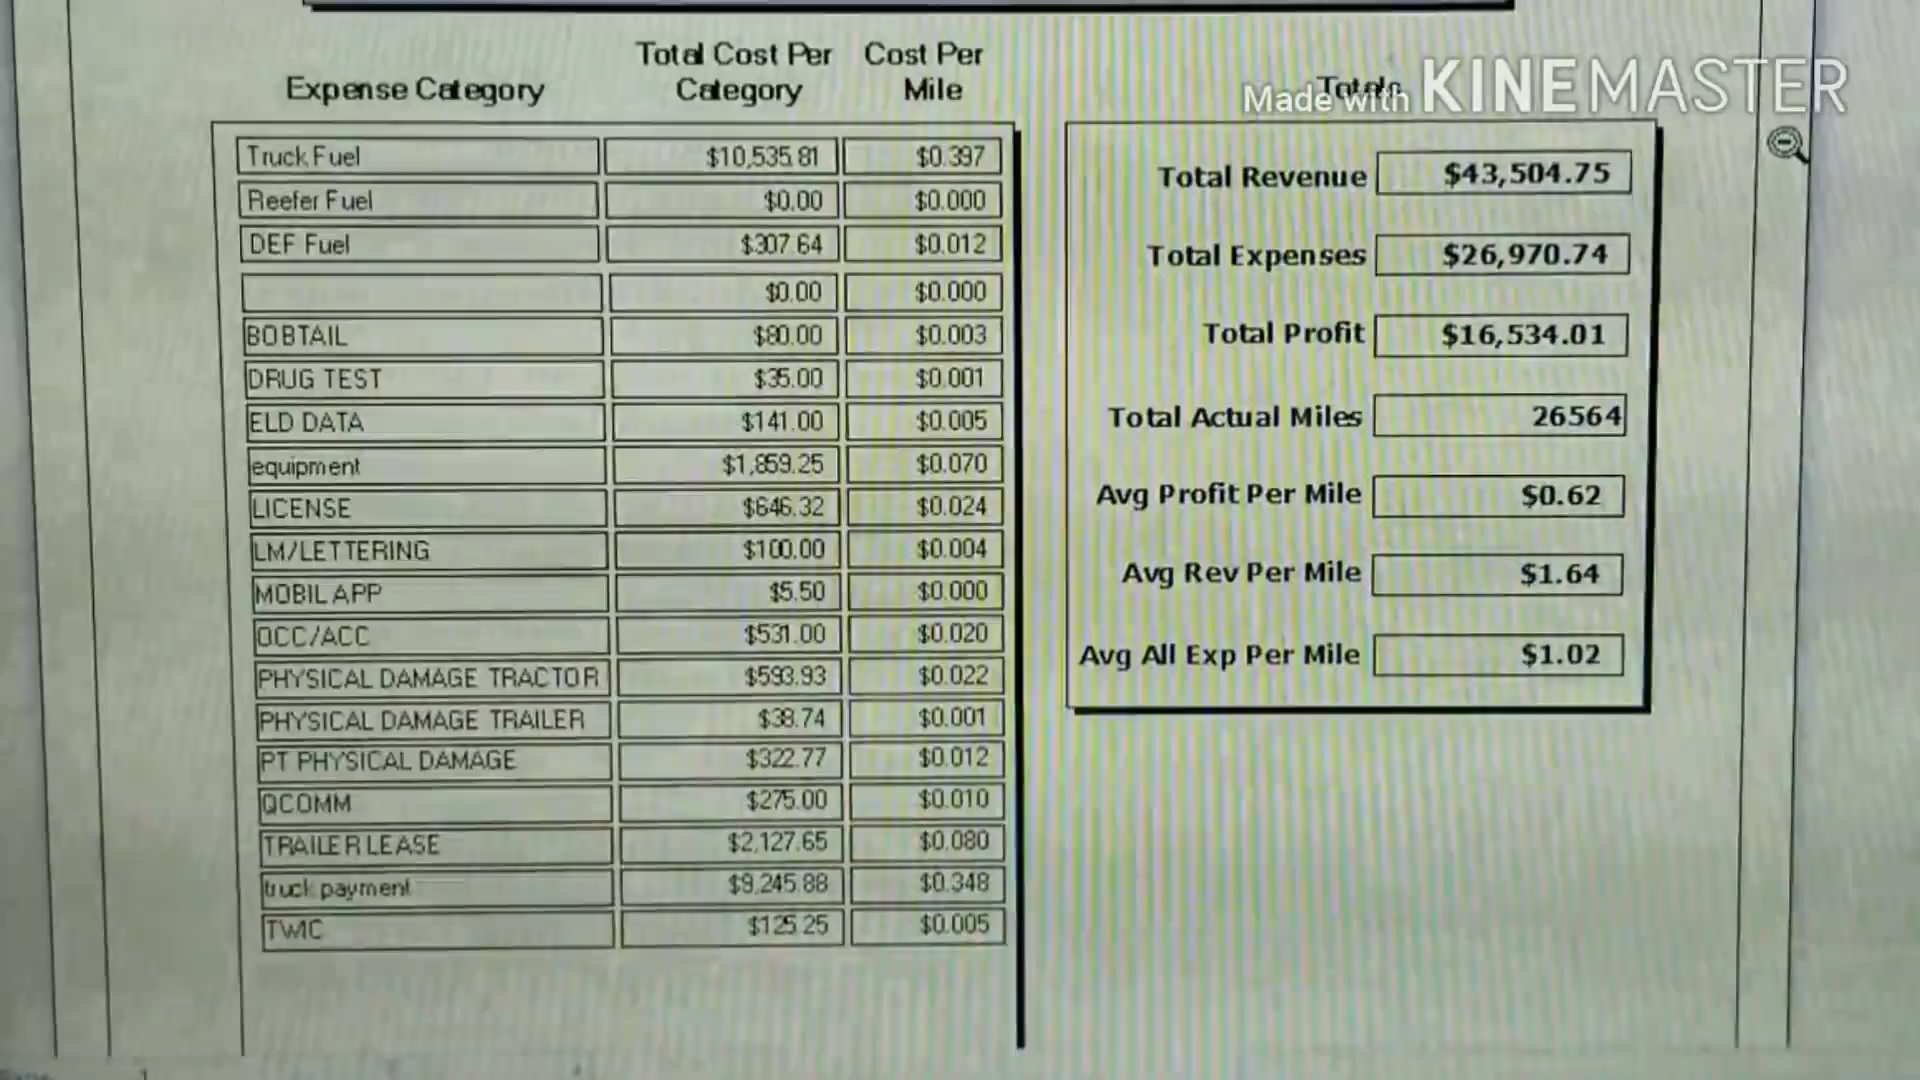 Total Cost Per Category
Cost Per Mile
Expense Category
Totals
Made with KINEMASTER
Truck Fuel $10,535.81 $0.397
Reefer Fuel $0.00 $0.000
DEF Fuel $307.64 $0.012
$0.00 $0.000
BOBTAIL $80.00 $0.003
DRUG TEST $35.00 $0.001
ELD DATA $141.00 $0.005
equipment $1,859.25 $0.070
LICENSE $646.32 $0.024
LM/LETTERING $100.00 $0.004
MOBIL APP $5.50 $0.000
OCC/ACC $531.00 $0.020
PHYSICAL DAMAGE TRACTOR $593.93 $0.022
PHYSICAL DAMAGE TRAILER $38.74 $0.001
PT PHYSICAL DAMAGE $322.77 $0.012
QCOMM $275.00 $0.010
TRAILER LEASE $2,127.65 $0.080
truck payment $9,245.88 $0.348
TWIC $125.25 $0.005
Total Revenue $43,504.75
Total Expenses $26,970.74
Total Profit $16,534.01
Total Actual Miles 26564
Avg Profit Per Mile $0.62
Avg Rev Per Mile $1.64
Avg All Exp Per Mile $1.02